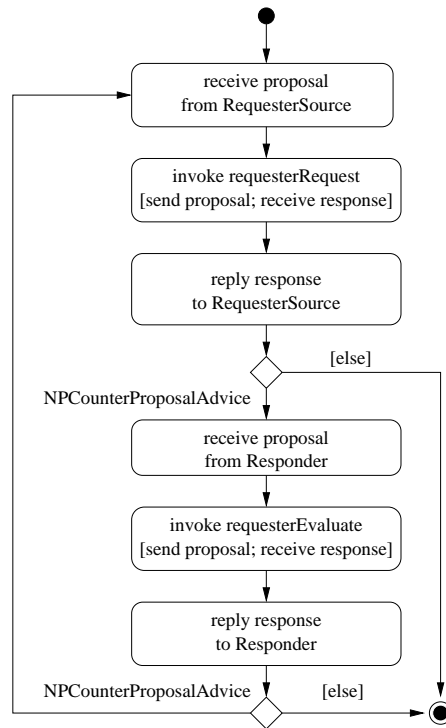 receive proposal
from RequesterSource
invoke requesterRequest
[send proposal; receive response]
reply response
to RequesterSource
[else]
NPCounterProposalAdvice
receive proposal
from Responder
invoke requesterEvaluate
[send proposal; receive response]
reply response
to Responder
NPCounterProposalAdvice
[else]